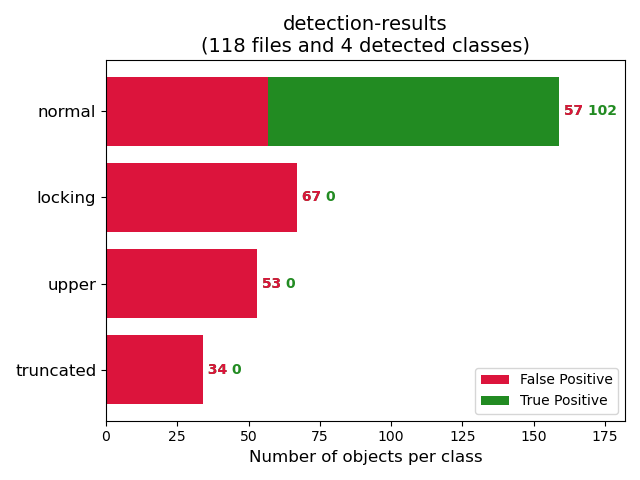 detection-results
(118 files and 4 detected classes)
normal
57 102
locking
67 0
upper
53 0
truncated
34 0
False Positive
True Positive
0 25 50 75 100 125 150 175
Number of objects per class